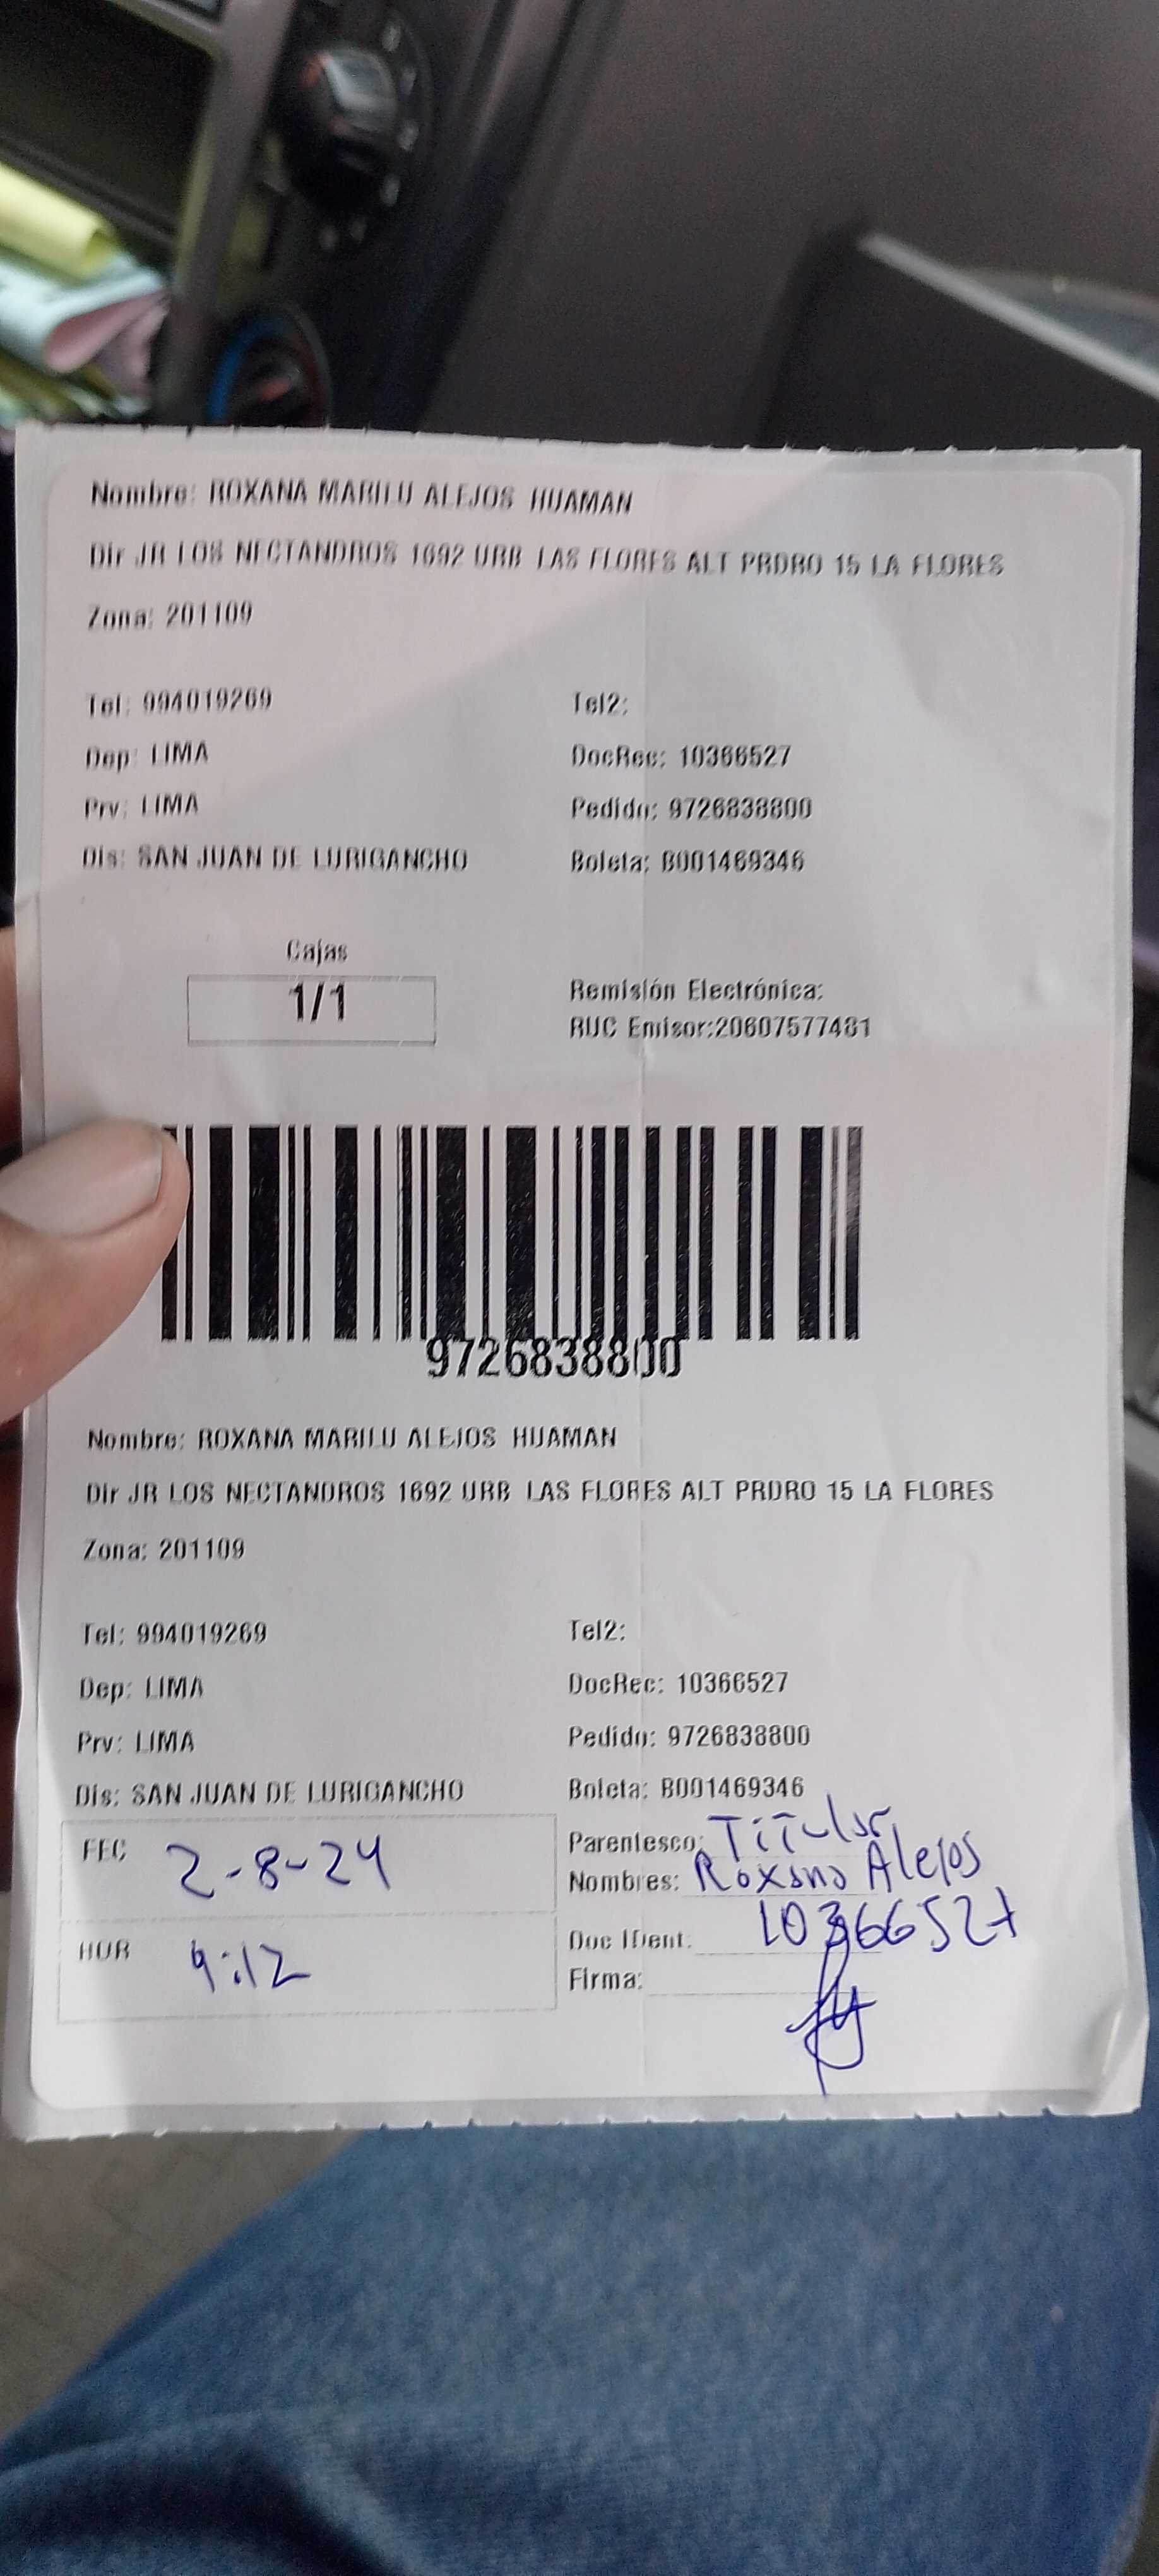 Nombre: ROXANA MARILU ALEJOS HUAMAN
Dir JR LOS NECTANDROS 1692 URB LAS FLORES ALT PRDRO 15 LA FLORES
Zona: 201109
Tel: 994019269 Tel2:
Dep: LIMA DocRec: 10366527
Prv: LIMA Pedido: 9726838800
Dis: SAN JUAN DE LURIGANCHO Boleta: B001469346
Cajas
1/1
Remisión Electrónica:
RUC Emisor:20607577481
9726838800
Nombre: ROXANA MARILU ALEJOS HUAMAN
Dir JR LOS NECTANDROS 1692 URB LAS FLORES ALT PRDRO 15 LA FLORES
Zona: 201109
Tel: 994019269 Tel2:
Dep: LIMA DocRec: 10366527
Prv: LIMA Pedido: 9726838800
Dis: SAN JUAN DE LURIGANCHO Boleta: B001469346
FEC 2-8-24 Parentesco: Titular
Nombres: Roxana Alejos
HOR 9:12 Doc IDent: 10366527
Firma: